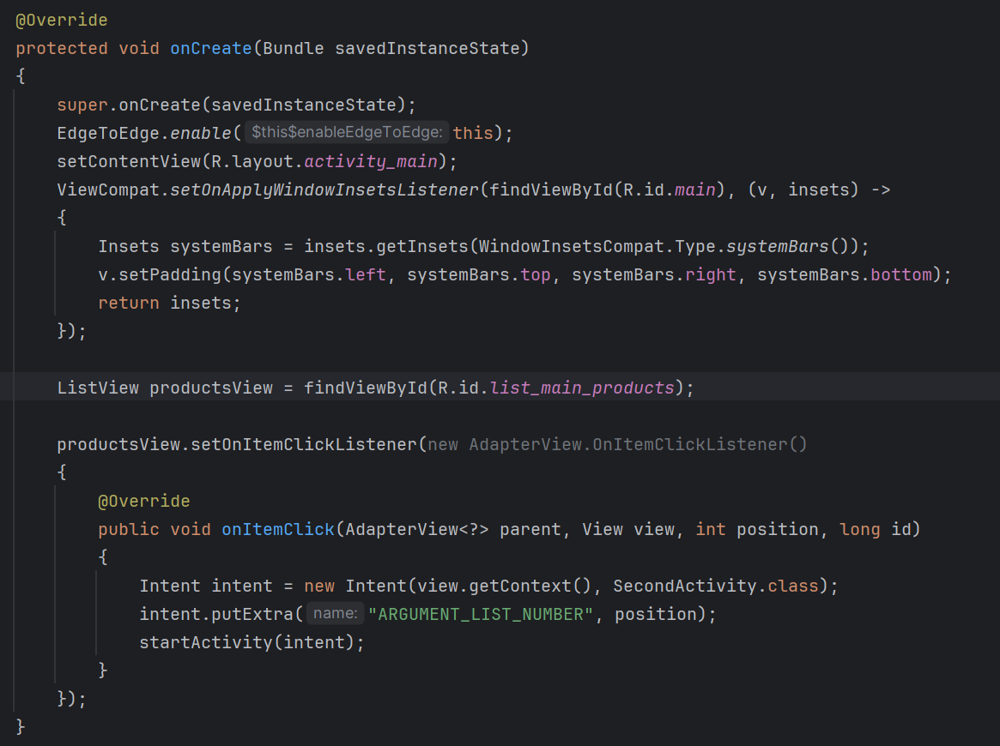 @Override
protected void onCreate(Bundle savedInstanceState)
{
    super.onCreate(savedInstanceState);
    EdgeToEdge.enable( $this$enableEdgeToEdge: this);
    setContentView(R.layout.activity_main);
    ViewCompat.setOnApplyWindowInsetsListener(findViewById(R.id.main), (v, insets) ->
    {
        Insets systemBars = insets.getInsets(WindowInsetsCompat.Type.systemBars());
        v.setPadding(systemBars.left, systemBars.top, systemBars.right, systemBars.bottom);
        return insets;
    });

    ListView productsView = findViewById(R.id.list_main_products);

    productsView.setOnItemClickListener(new AdapterView.OnItemClickListener()
    {
        @Override
        public void onItemClick(AdapterView<?> parent, View view, int position, long id)
        {
            Intent intent = new Intent(view.getContext(), SecondActivity.class);
            intent.putExtra( name: "ARGUMENT_LIST_NUMBER", position);
            startActivity(intent);
        }
    });
}